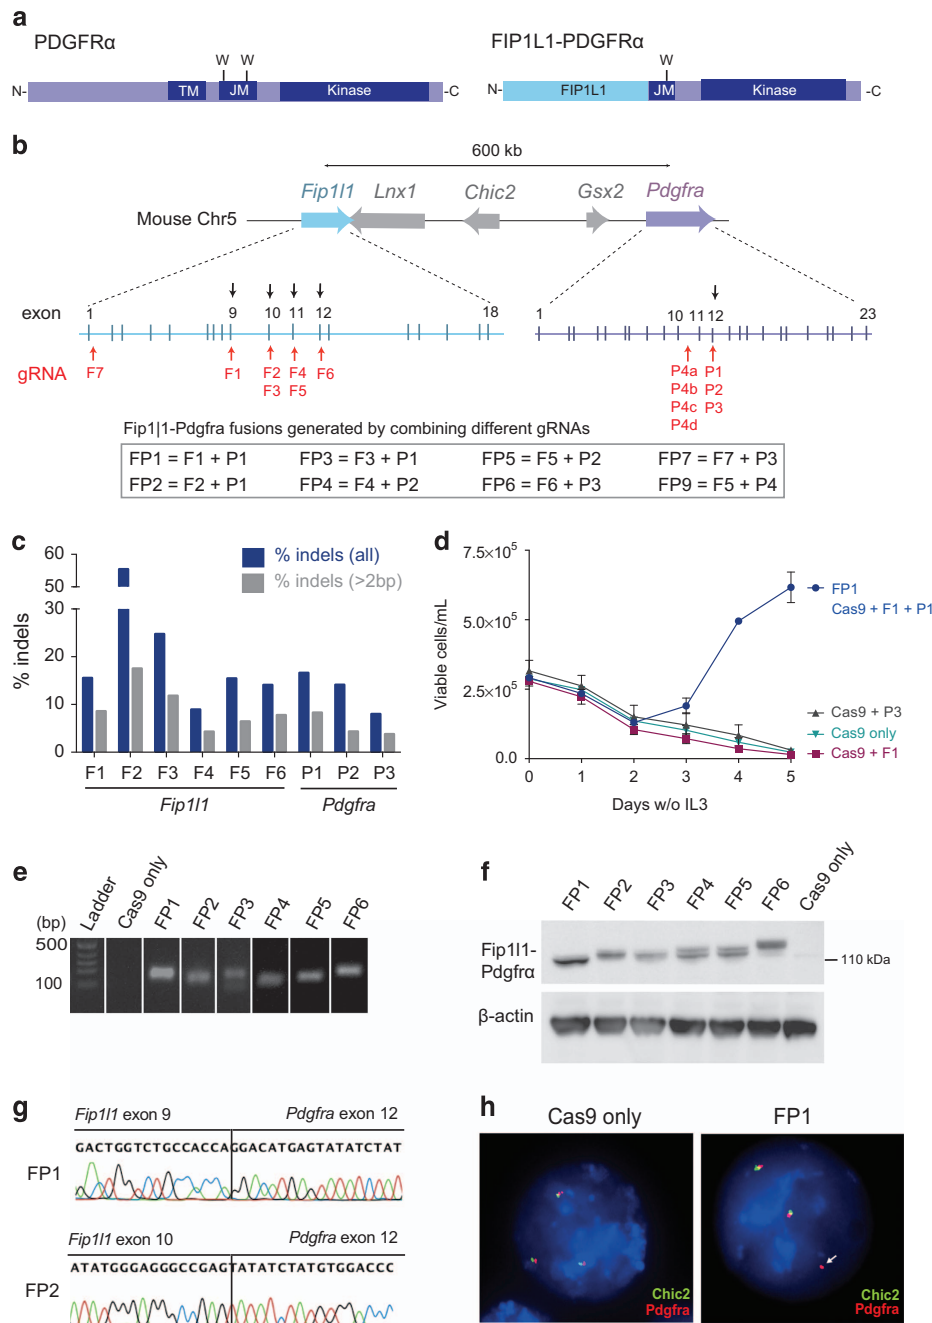 a
PDGFRα
FIP1L1-PDGFRα
W W
W
N- TM JM Kinase -C
N- FIP1L1 JM Kinase -C
b
600 kb
Fip1l1 Lnx1 Chic2 Gsx2 Pdgfra
Mouse Chr5
exon 1 9 10 11 12 18 1 10 11 12 23
gRNA F7 F1 F2 F4 F6 P4a P1
F3 F5 P4b P2
P4c P3
P4d
Fip1|1-Pdgfra fusions generated by combining different gRNAs
FP1 = F1 + P1 FP3 = F3 + P1 FP5 = F5 + P2 FP7 = F7 + P3
FP2 = F2 + P1 FP4 = F4 + P2 FP6 = F6 + P3 FP9 = F5 + P4
c
% indels
60
50
30
20
10
0
% indels (all)
% indels (>2bp)
F1 F2 F3 F4 F5 F6 P1 P2 P3
Fip1l1 Pdgfra
d
Viable cells/mL
7.5×10⁵
5.0×10⁵
2.5×10⁵
0.0
0 1 2 3 4 5
Days w/o IL3
FP1
Cas9 + F1 + P1
Cas9 + P3
Cas9 only
Cas9 + F1
e
Ladder Cas9 only FP1 FP2 FP3 FP4 FP5 FP6
(bp)
500
100
f
FP1 FP2 FP3 FP4 FP5 FP6 Cas9 only
Fip1l1-
Pdgfrα
110 kDa
β-actin
g
Fip1l1 exon 9 Pdgfra exon 12
GACTGGTCTGCCACCAGGACATGAGTATATCTAT
FP1
Fip1l1 exon 10 Pdgfra exon 12
ATATGGGAGGGCCGAGTATATCTATGTGGACCC
FP2
h
Cas9 only FP1
Chic2
Pdgfra
Chic2
Pdgfra